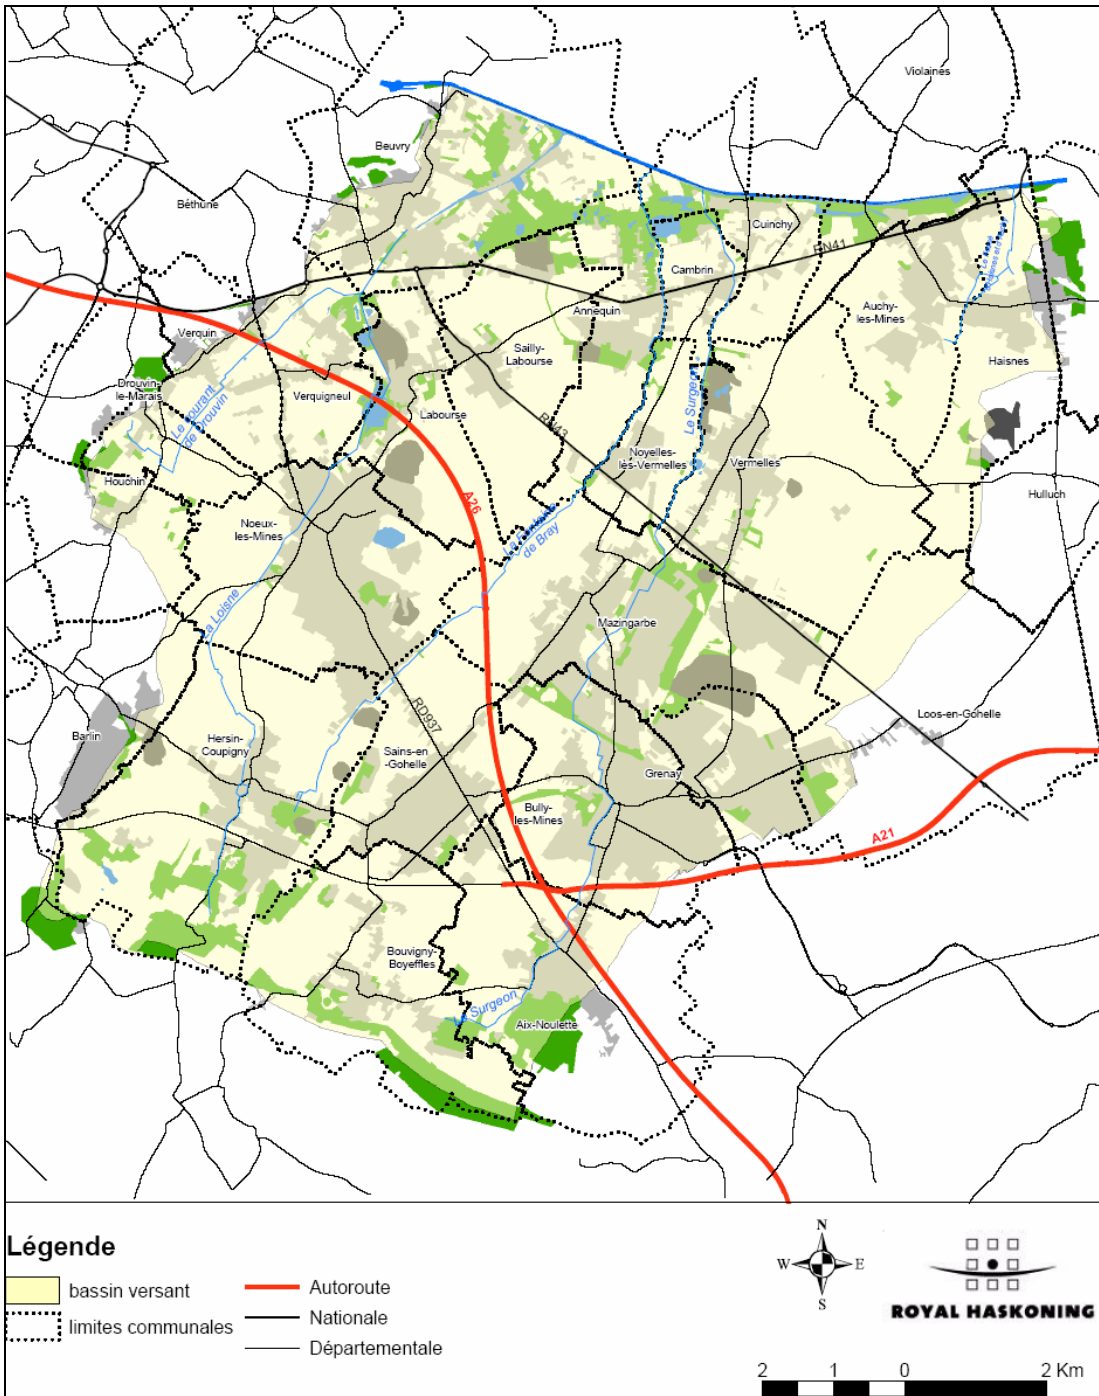 Violaines
Beuvry
Béthune
Cuinchy
RN41
Cambrin
Annequin
Auchy-
les-Mines
Haisnes
Verquin
Sailly-
Labourse
Drouvin-
le-Marais
Le courant
de Drouvin
Verquigneul
Labourse
RN43
Le Surgeon
Noyelles-
lès-Vermelles
Vermelles
Houchin
A26
Hulluch
Noeux-
les-Mines
de Bray
La Loisne
Mazingarbe
RD937
Loos-en-Gohelle
Barlin
Hersin-
Coupigny
Sains-en
-Gohelle
Grenay
Bully-
les-Mines
A21
Bouvigny-
Boyeffles
Le Surgeon
Aix-Noulette
Légende
bassin versant
limites communales
Autoroute
Nationale
Départementale
N
W
E
S
ROYAL HASKONING
2 1 0 2 Km